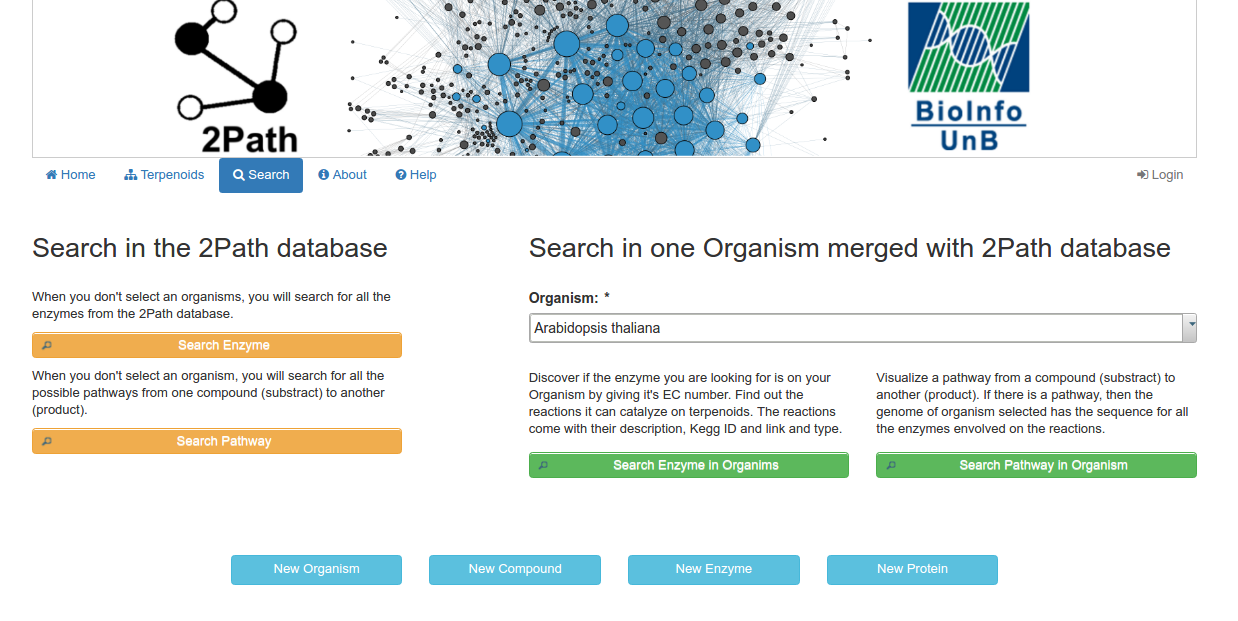 2Path
BioInfo
UnB
Home
Terpenoids
Search
About
Help
Login
Search in the 2Path database
When you don't select an organisms, you will search for all the
enzymes from the 2Path database.
Search Enzyme
When you don't select an organism, you will search for all the
possible pathways from one compound (substract) to another
(product).
Search Pathway
Search in one Organism merged with 2Path database
Organism: *
Arabidopsis thaliana
Discover if the enzyme you are looking for is on your
Organism by giving it's EC number. Find out the
reactions it can catalyze on terpenoids. The reactions
come with their description, Kegg ID and link and type.
Search Enzyme in Organims
Visualize a pathway from a compound (substract) to
another (product). If there is a pathway, then the
genome of organism selected has the sequence for all
the enzymes envolved on the reactions.
Search Pathway in Organism
New Organism
New Compound
New Enzyme
New Protein